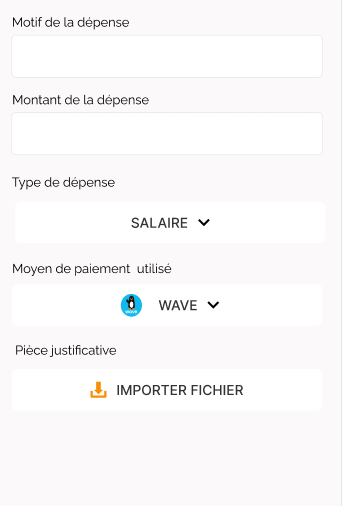 Motif de la dépense
Montant de la dépense
Type de dépense
SALAIRE
Moyen de paiement utilisé
WAVE
WAVE
Pièce justificative
IMPORTER FICHIER